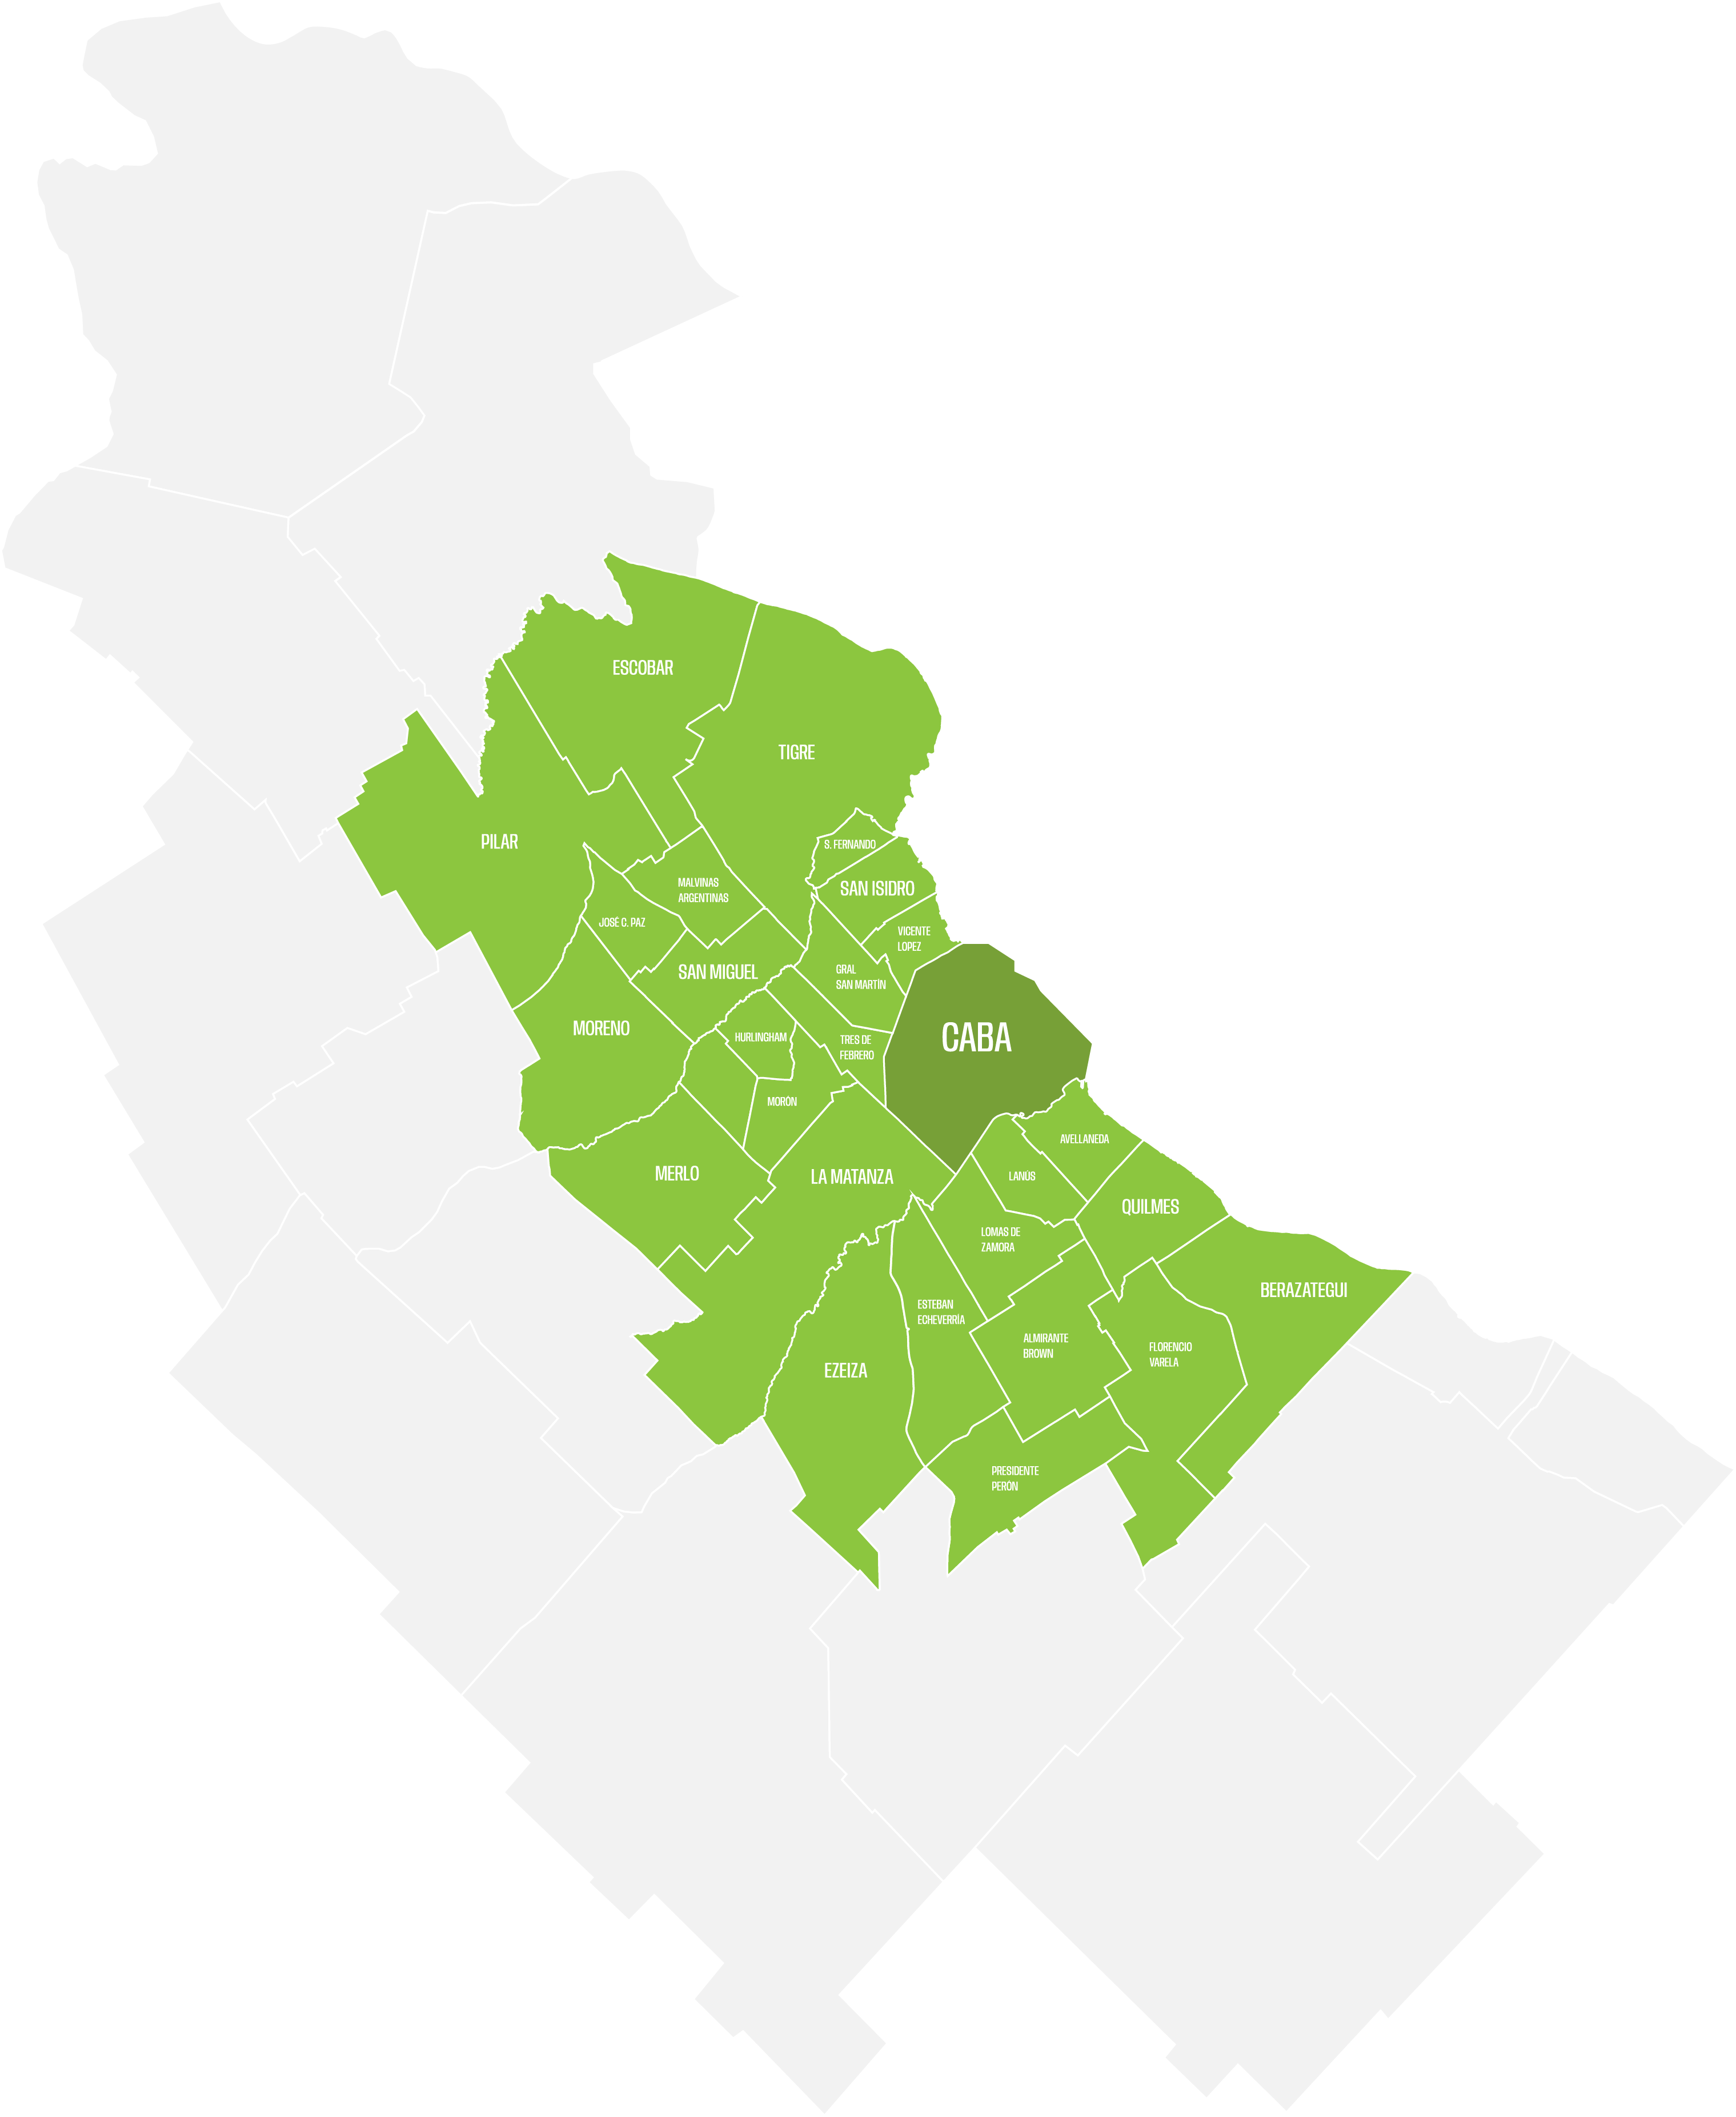 ESCOBAR
TIGRE
PILAR
S. FERNANDO
MALVINAS
ARGENTINAS
SAN ISIDRO
JOSÉ C. PAZ
VICENTE
LOPEZ
SAN MIGUEL
GRAL
SAN MARTÍN
MORENO
HURLINGHAM
TRES DE
FEBRERO
CABA
MORÓN
AVELLANEDA
MERLO
LA MATANZA
LANÚS
QUILMES
LOMAS DE
ZAMORA
BERAZATEGUI
ESTEBAN
ECHEVERRÍA
ALMIRANTE
BROWN
FLORENCIO
VARELA
EZEIZA
PRESIDENTE
PERÓN